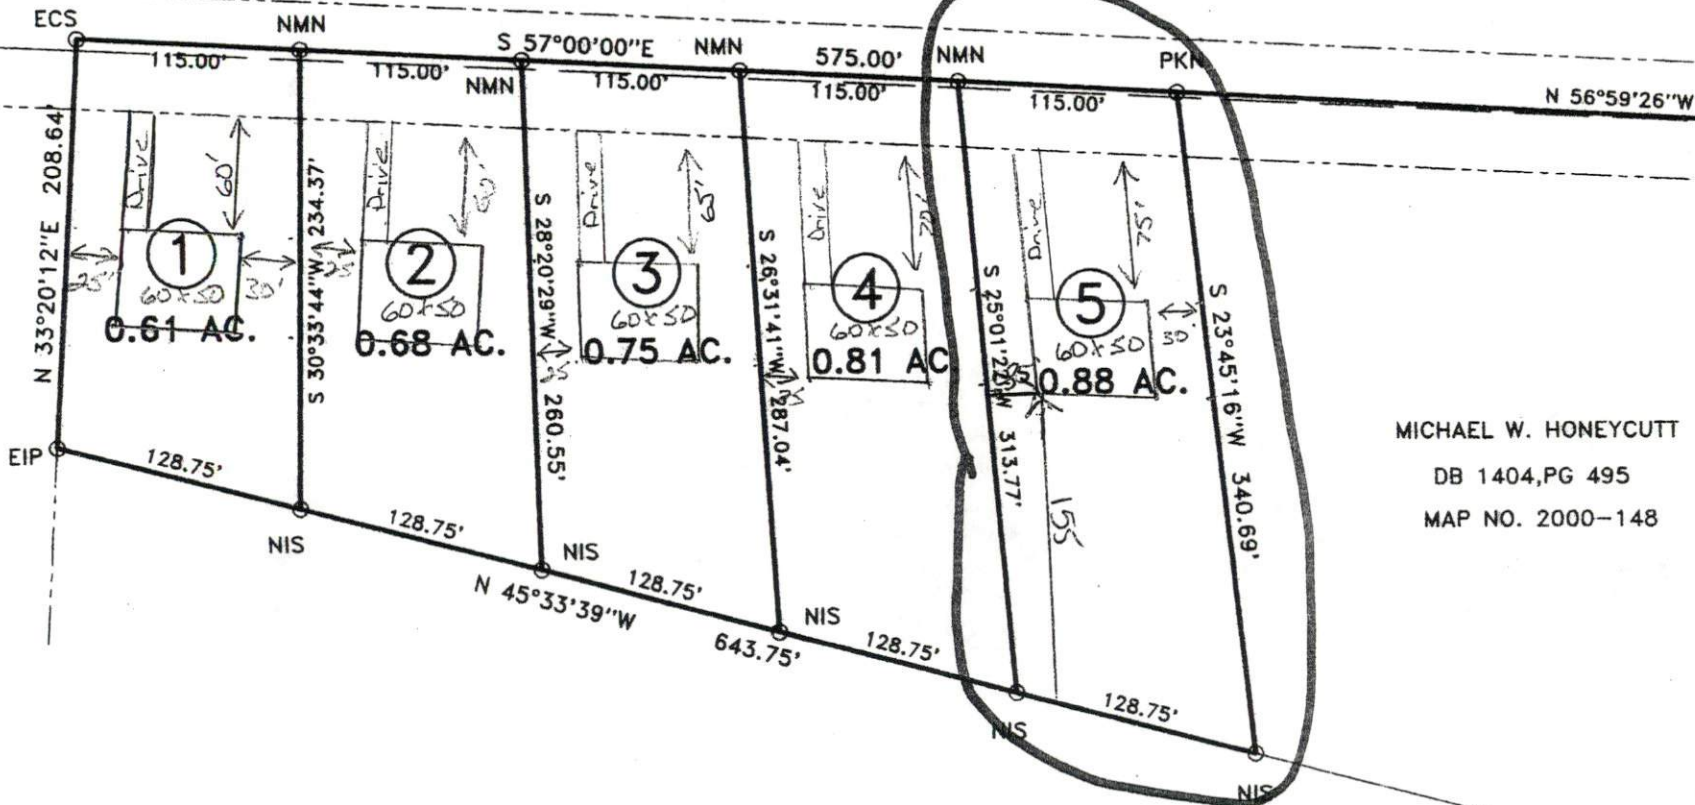 ECS
NMN
S 57°00'00"E
NMN
575.00'
NMN
PKN
115.00'
115.00'
NMN
115.00'
115.00'
115.00'
N 56°59'26"W
N 33°20'12"E 208.64'
Drive
60'
S 30°33'44"W 234.37'
Drive
60'
S 28°20'29"W 260.55'
Drive
65'
S 26°31'41"W 287.04'
Drive
70'
S 25°01'22"W 313.77'
Drive
75'
S 23°45'16"W 340.69'
1
2
3
4
5
25'
60x50
30'
25'
60x50
60x50
60x50
60x50
30'
0.61 AC.
0.68 AC.
25
0.75 AC.
0.81 AC.
0.88 AC.
155
MICHAEL W. HONEYCUTT
DB 1404,PG 495
MAP NO. 2000-148
EIP
128.75'
NIS
128.75'
NIS
N 45°33'39"W
128.75'
NIS
643.75'
128.75'
NIS
128.75'
NIS